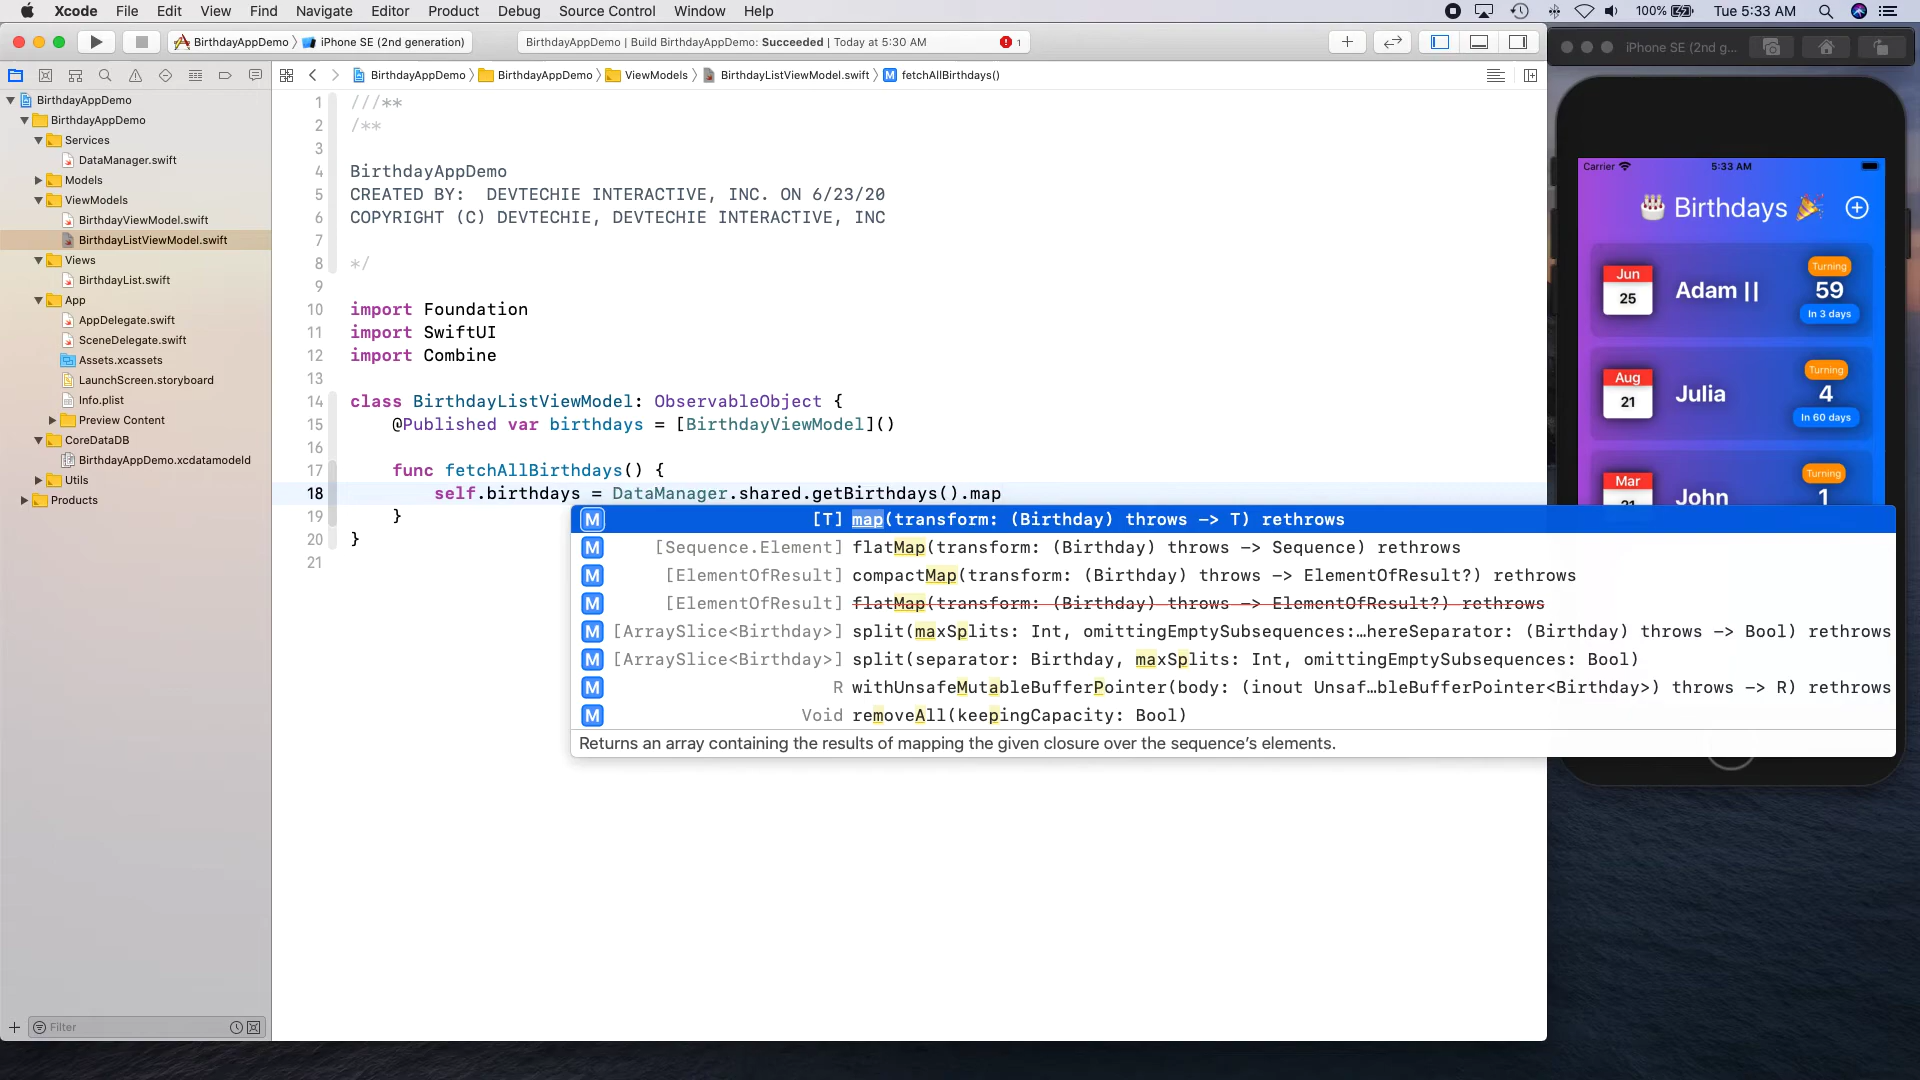 Xcode File Edit View Find Navigate Editor Product Debug Source Control Window Help
100% Tue 5:33 AM
BirthdayAppDemo 〉 iPhone SE (2nd generation)
BirthdayAppDemo | Build BirthdayAppDemo: Succeeded | Today at 5:30 AM
1
iPhone SE (2nd g...
BirthdayAppDemo 〉 BirthdayAppDemo 〉 ViewModels 〉 BirthdayListViewModel.swift 〉 M fetchAllBirthdays()
BirthdayAppDemo
BirthdayAppDemo
Services
DataManager.swift
Models
ViewModels
BirthdayViewModel.swift
BirthdayListViewModel.swift
Views
BirthdayList.swift
App
AppDelegate.swift
SceneDelegate.swift
Assets.xcassets
LaunchScreen.storyboard
Info.plist
Preview Content
CoreDataDB
BirthdayAppDemo.xcdatamodeld
Utils
Products
Filter
1 ///**
2 /**
3
4 BirthdayAppDemo
5 CREATED BY:  DEVTECHIE INTERACTIVE, INC. ON 6/23/20
6 COPYRIGHT (C) DEVTECHIE, DEVTECHIE INTERACTIVE, INC
7
8 */
9
10 import Foundation
11 import SwiftUI
12 import Combine
13
14 class BirthdayListViewModel: ObservableObject {
15     @Published var birthdays = [BirthdayViewModel]()
16
17     func fetchAllBirthdays() {
18         self.birthdays = DataManager.shared.getBirthdays().map
19     }
20 }
21
M [T] map(transform: (Birthday) throws -> T) rethrows
M [Sequence.Element] flatMap(transform: (Birthday) throws -> Sequence) rethrows
M [ElementOfResult] compactMap(transform: (Birthday) throws -> ElementOfResult?) rethrows
M [ElementOfResult] flatMap(transform: (Birthday) throws -> ElementOfResult?) rethrows
M [ArraySlice<Birthday>] split(maxSplits: Int, omittingEmptySubsequences:…hereSeparator: (Birthday) throws -> Bool) rethrows
M [ArraySlice<Birthday>] split(separator: Birthday, maxSplits: Int, omittingEmptySubsequences: Bool)
M R withUnsafeMutableBufferPointer(body: (inout Unsaf…bleBufferPointer<Birthday>) throws -> R) rethrows
M Void removeAll(keepingCapacity: Bool)
Returns an array containing the results of mapping the given closure over the sequence's elements.
Carrier 5:33 AM
🎂 Birthdays 🎉
Jun
25
Adam ||
Turning
59
In 3 days
Aug
21
Julia
Turning
4
In 60 days
Mar
John
Turning
1